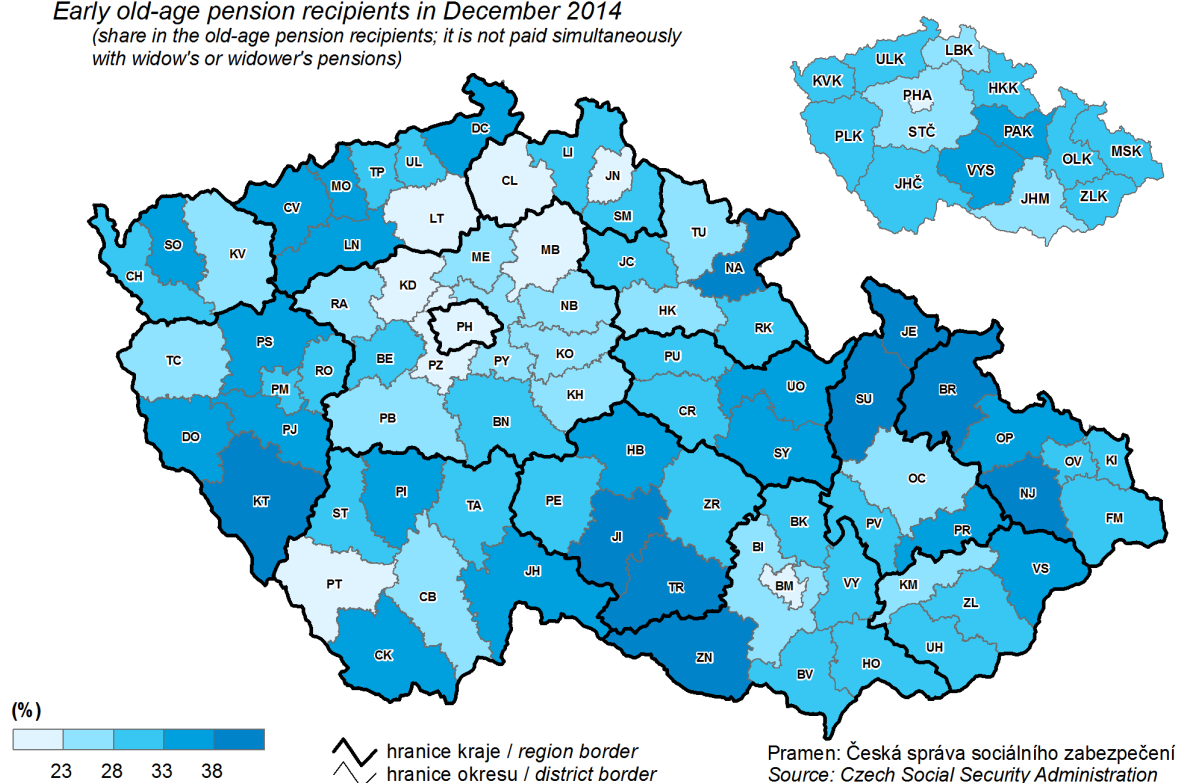 Early old-age pension recipients in December 2014
(share in the old-age pension recipients; it is not paid simultaneously
with widow's or widower's pensions)
LBK
ULK
KVK
HKK
PHA
STČ
PAK
PLK
MSK
OLK
VYS
JHČ
ZLK
JHM
DC
LI
UL
TP
JN
CL
MO
CV
LT
SM
TU
SO
LN
MB
KV
ME
JC
NA
CH
KD
RA
NB
HK
PH
RK
JE
PS
KO
PU
TC
BE
PZ
PY
RO
UO
BR
PM
KH
SU
CR
PB
BN
PJ
DO
OP
HB
SY
OV
KI
OC
PI
NJ
KT
PE
TA
ZR
ST
FM
BK
PV
PR
JI
BI
VS
JH
PT
VY
KM
BM
TR
CB
ZL
UH
CK
ZN
HO
BV
(%)
23 28 33 38
hranice kraje / region border
hranice okresu / district border
Pramen: Česká správa sociálního zabezpečení
Source: Czech Social Security Administration